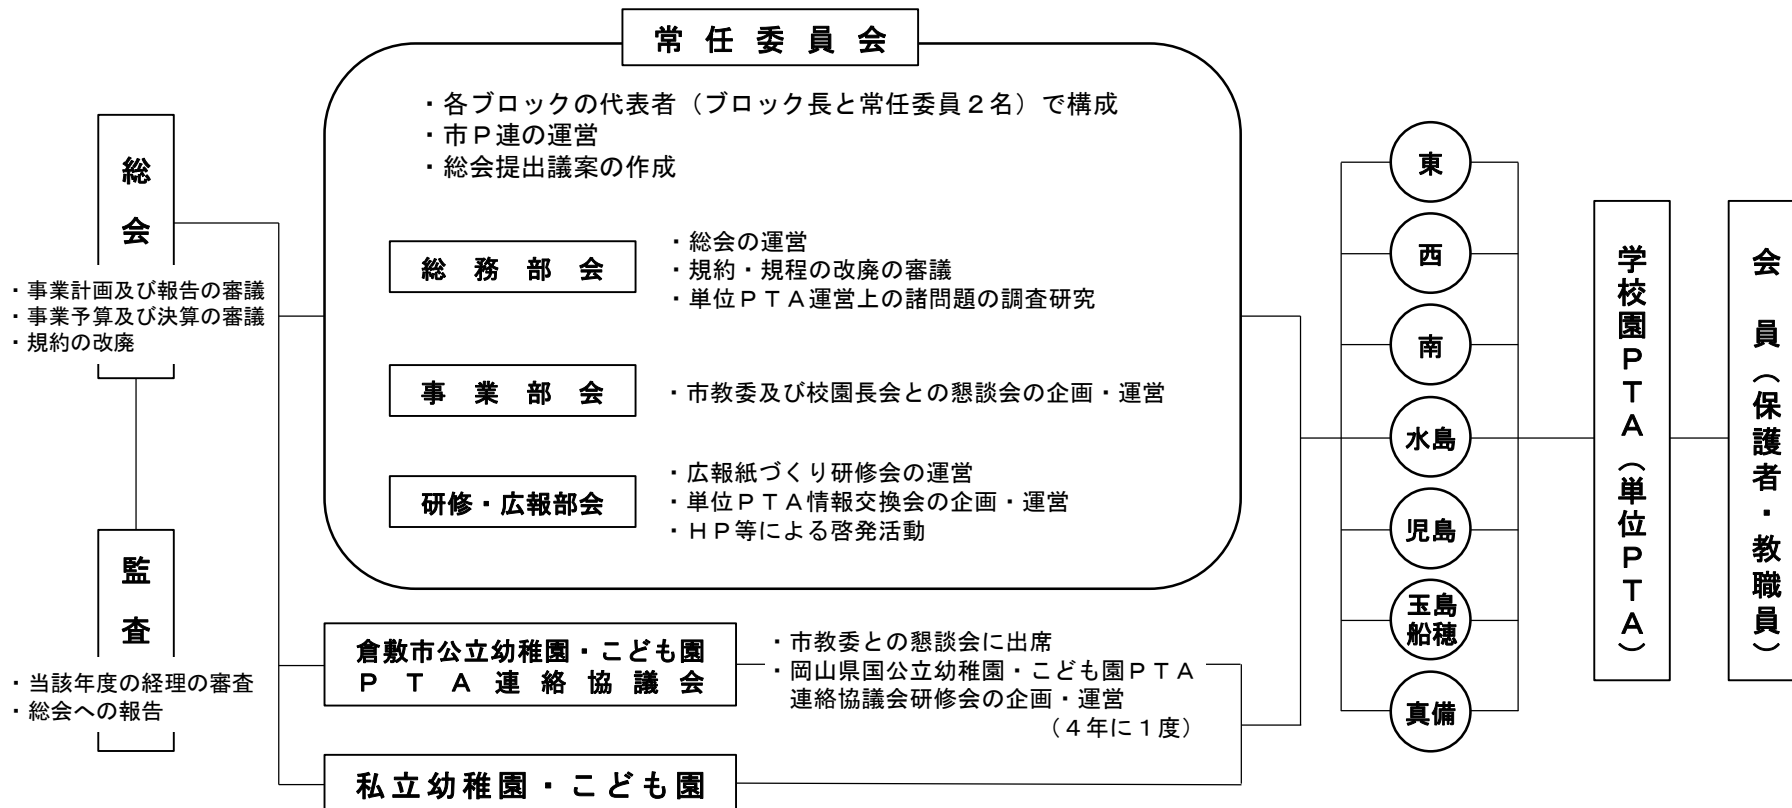 常任委員会
・各ブロックの代表者（ブロック長と常任委員２名）で構成
・市Ｐ連の運営
・総会提出議案の作成
総務部会
・総会の運営
・規約・規程の改廃の審議
・単位ＰＴＡ運営上の諸問題の調査研究
事業部会
・市教委及び校園長会との懇談会の企画・運営
研修・広報部会
・広報紙づくり研修会の運営
・単位ＰＴＡ情報交換会の企画・運営
・ＨＰ等による啓発活動
総会
・事業計画及び報告の審議
・事業予算及び決算の審議
・規約の改廃
監査
・当該年度の経理の審査
・総会への報告
倉敷市公立幼稚園・こども園
ＰＴＡ連絡協議会
・市教委との懇談会に出席
・岡山県国公立幼稚園・こども園ＰＴＡ
連絡協議会研修会の企画・運営
（４年に１度）
私立幼稚園・こども園
東
西
南
水島
児島
玉島
船穂
真備
学校園ＰＴＡ（単位ＰＴＡ）
会員（保護者・教職員）